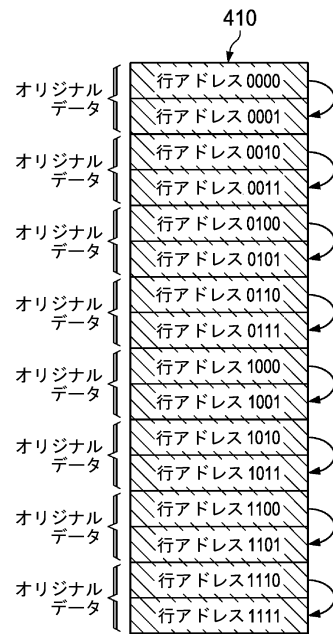 410
オリジナル
データ
行アドレス 0000
行アドレス 0001
オリジナル
データ
行アドレス 0010
行アドレス 0011
オリジナル
データ
行アドレス 0100
行アドレス 0101
オリジナル
データ
行アドレス 0110
行アドレス 0111
オリジナル
データ
行アドレス 1000
行アドレス 1001
オリジナル
データ
行アドレス 1010
行アドレス 1011
オリジナル
データ
行アドレス 1100
行アドレス 1101
オリジナル
データ
行アドレス 1110
行アドレス 1111